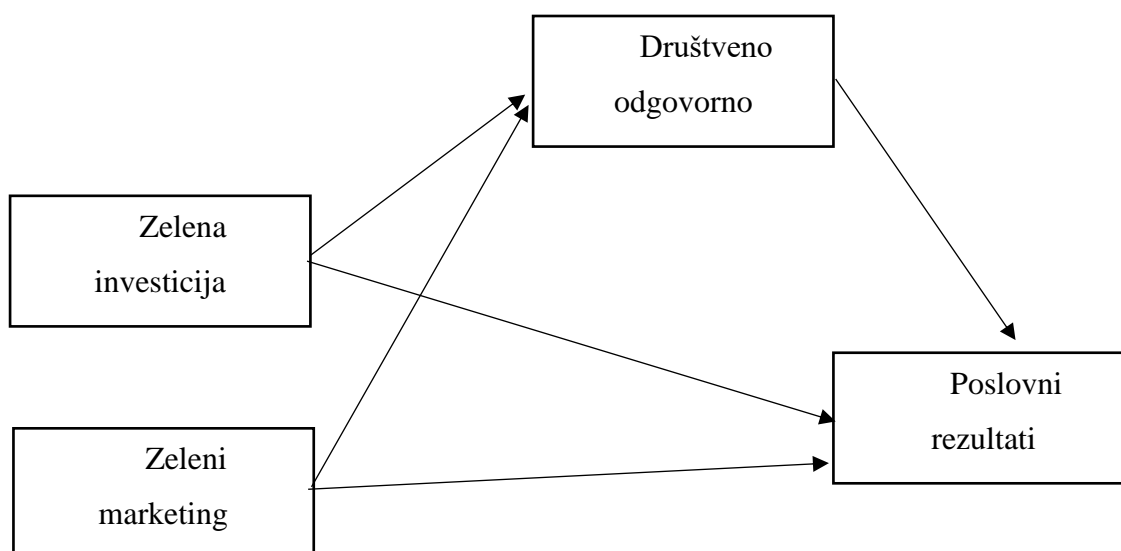 Društveno
odgovorno
Zelena
investicija
Poslovni
rezultati
Zeleni
marketing